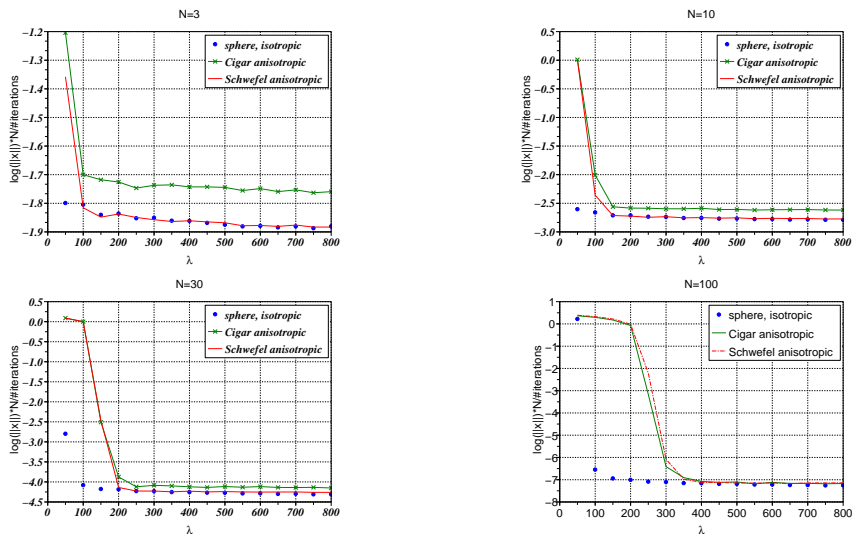 N=3
−1.2
−1.3
−1.4
−1.5
−1.6
−1.7
−1.8
−1.9
log(||x||)*N/#iterations
sphere, isotropic
Cigar anisotropic
Schwefel anisotropic
0 100 200 300 400 500 600 700 800
λ
N=10
0.5
0.0
−0.5
−1.0
−1.5
−2.0
−2.5
−3.0
log(||x||)*N/#iterations
sphere, isotropic
Cigar anisotropic
Schwefel anisotropic
0 100 200 300 400 500 600 700 800
λ
N=30
0.5
0.0
−0.5
−1.0
−1.5
−2.0
−2.5
−3.0
−3.5
−4.0
−4.5
log(||x||)*N/#iterations
sphere, isotropic
Cigar anisotropic
Schwefel anisotropic
0 100 200 300 400 500 600 700 800
λ
N=100
1
0
−1
−2
−3
−4
−5
−6
−7
−8
log(||x||)*N/#iterations
sphere, isotropic
Cigar anisotropic
Schwefel anisotropic
0 100 200 300 400 500 600 700 800
λ